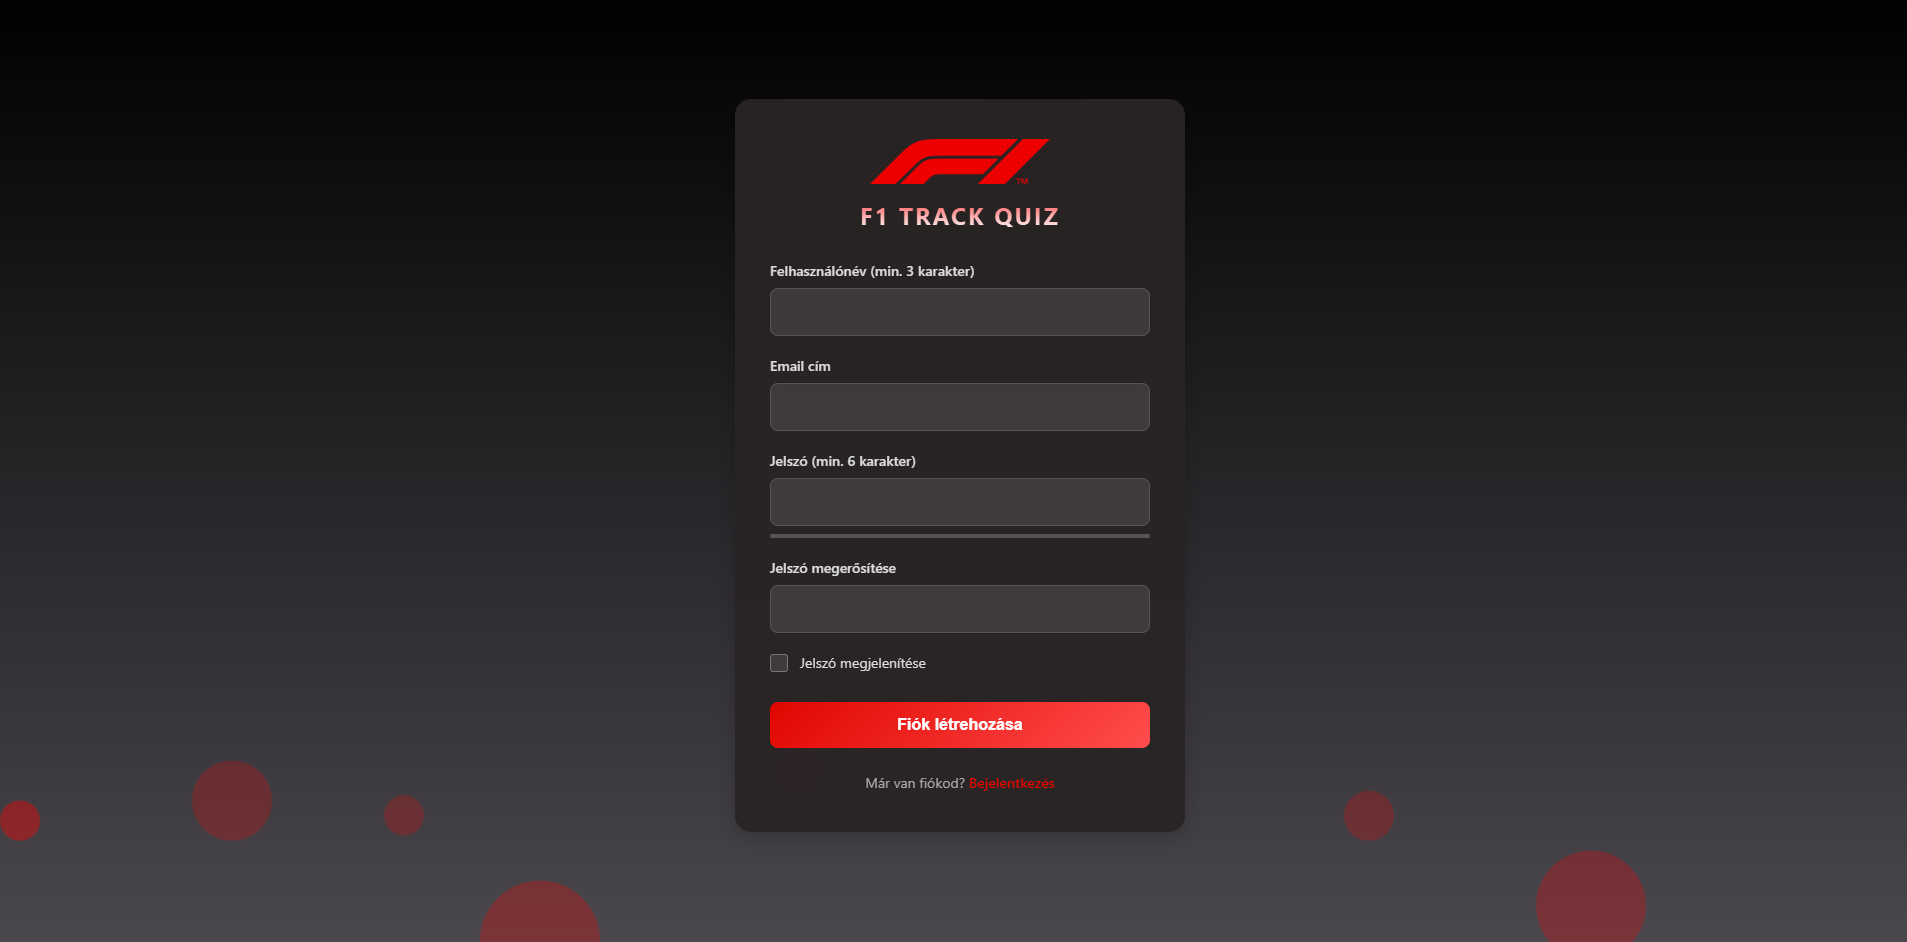 TM
F1 TRACK QUIZ
Felhasználónév (min. 3 karakter)
Email cím
Jelszó (min. 6 karakter)
Jelszó megerősítése
Jelszó megjelenítése
Fiók létrehozása
Már van fiókod? Bejelentkezés